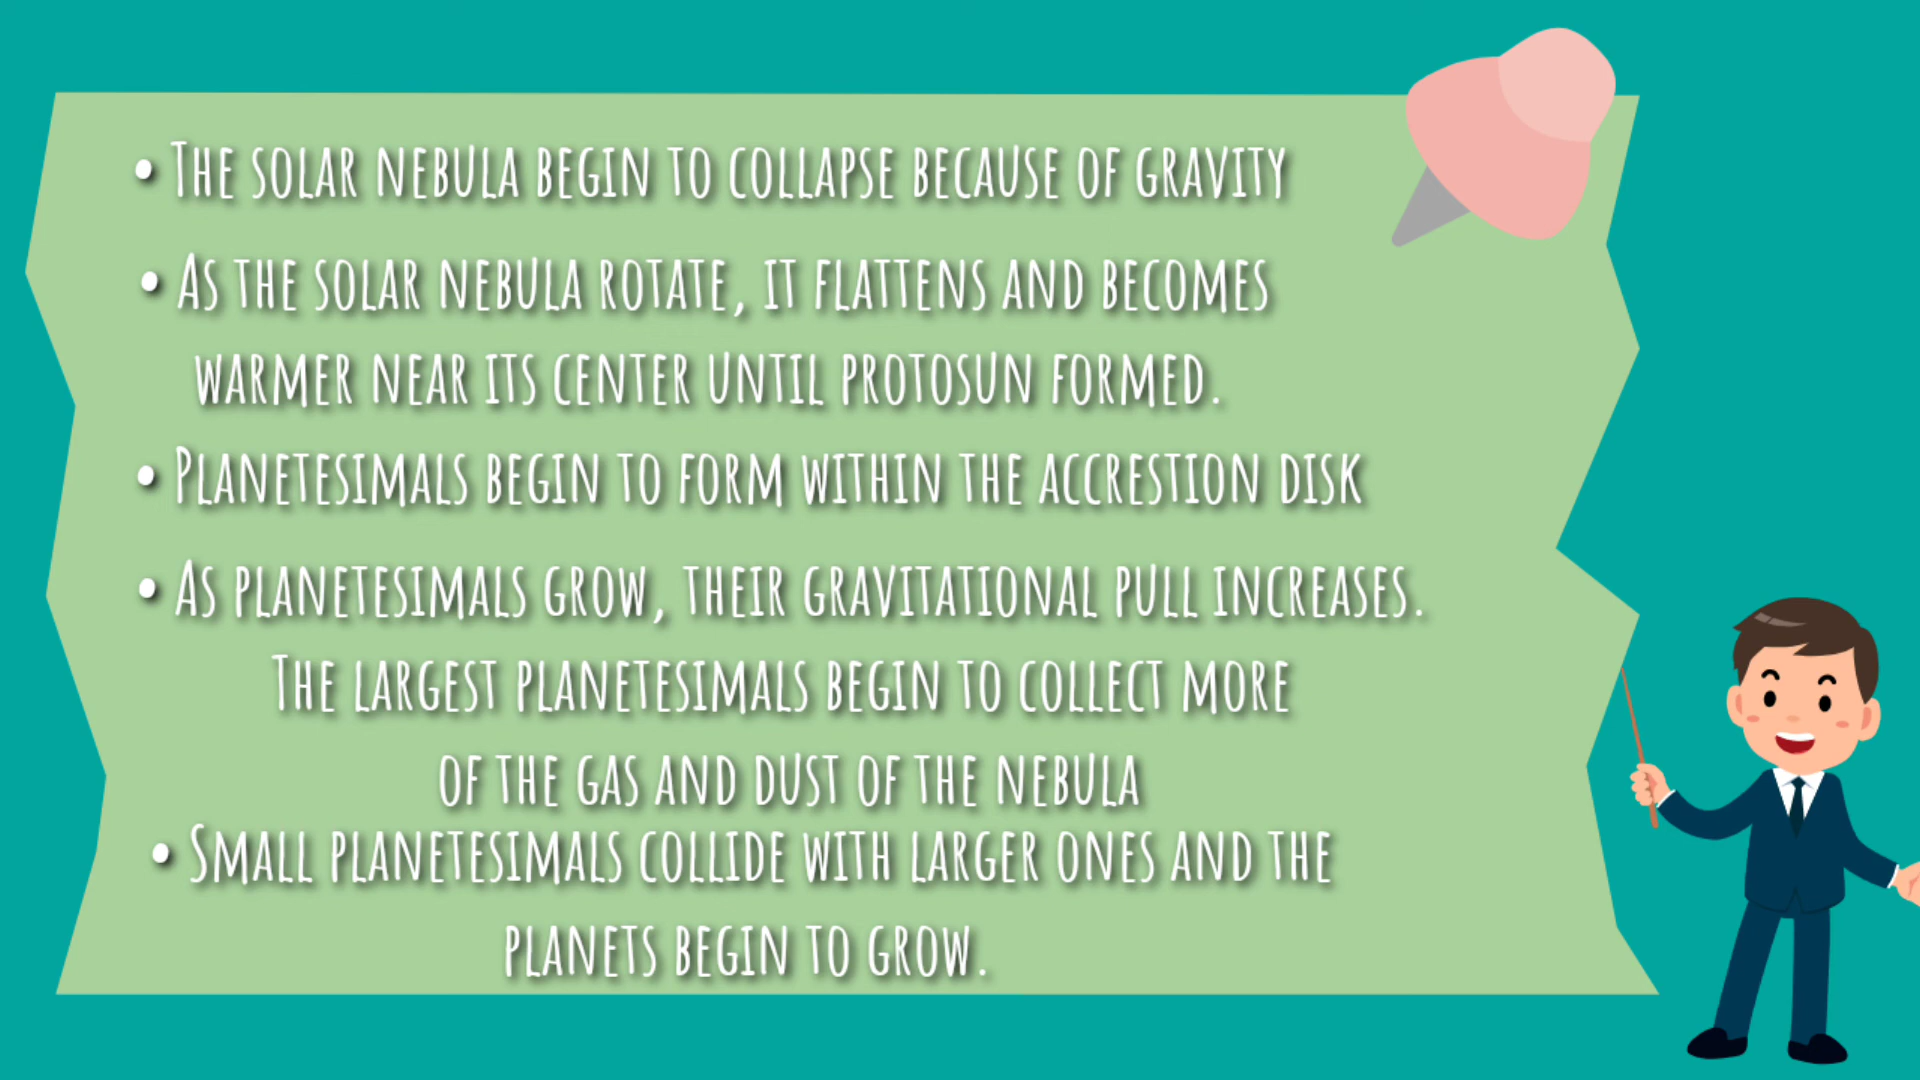 • The solar nebula begin to collapse because of gravity
• As the solar nebula rotate, it flattens and becomes
warmer near its center until protosun formed.
• Planetesimals begin to form within the accrestion disk
• As planetesimals grow, their gravitational pull increases.
The largest planetesimals begin to collect more
of the gas and dust of the nebula
• Small planetesimals collide with larger ones and the
planets begin to grow.